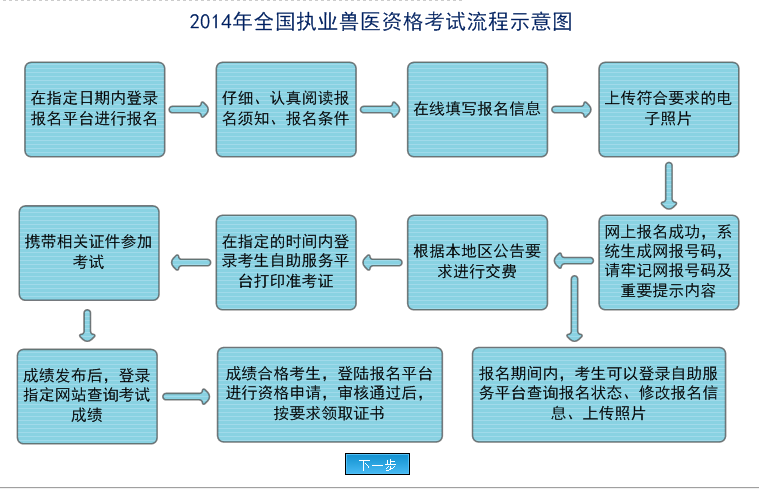 2014年全国执业兽医资格考试流程示意图
在指定日期内登录
报名平台进行报名
仔细、认真阅读报
名须知、报名条件
在线填写报名信息
上传符合要求的电
子照片
网上报名成功，系
统生成网报号码，
请牢记网报号码及
重要提示内容
根据本地区公告要
求进行交费
在指定的时间内登
录考生自助服务平
台打印准考证
携带相关证件参加
考试
成绩发布后，登录
指定网站查询考试
成绩
成绩合格考生，登陆报名平台
进行资格申请，审核通过后，
按要求领取证书
报名期间内，考生可以登录自助服
务平台查询报名状态、修改报名信
息、上传照片
下一步